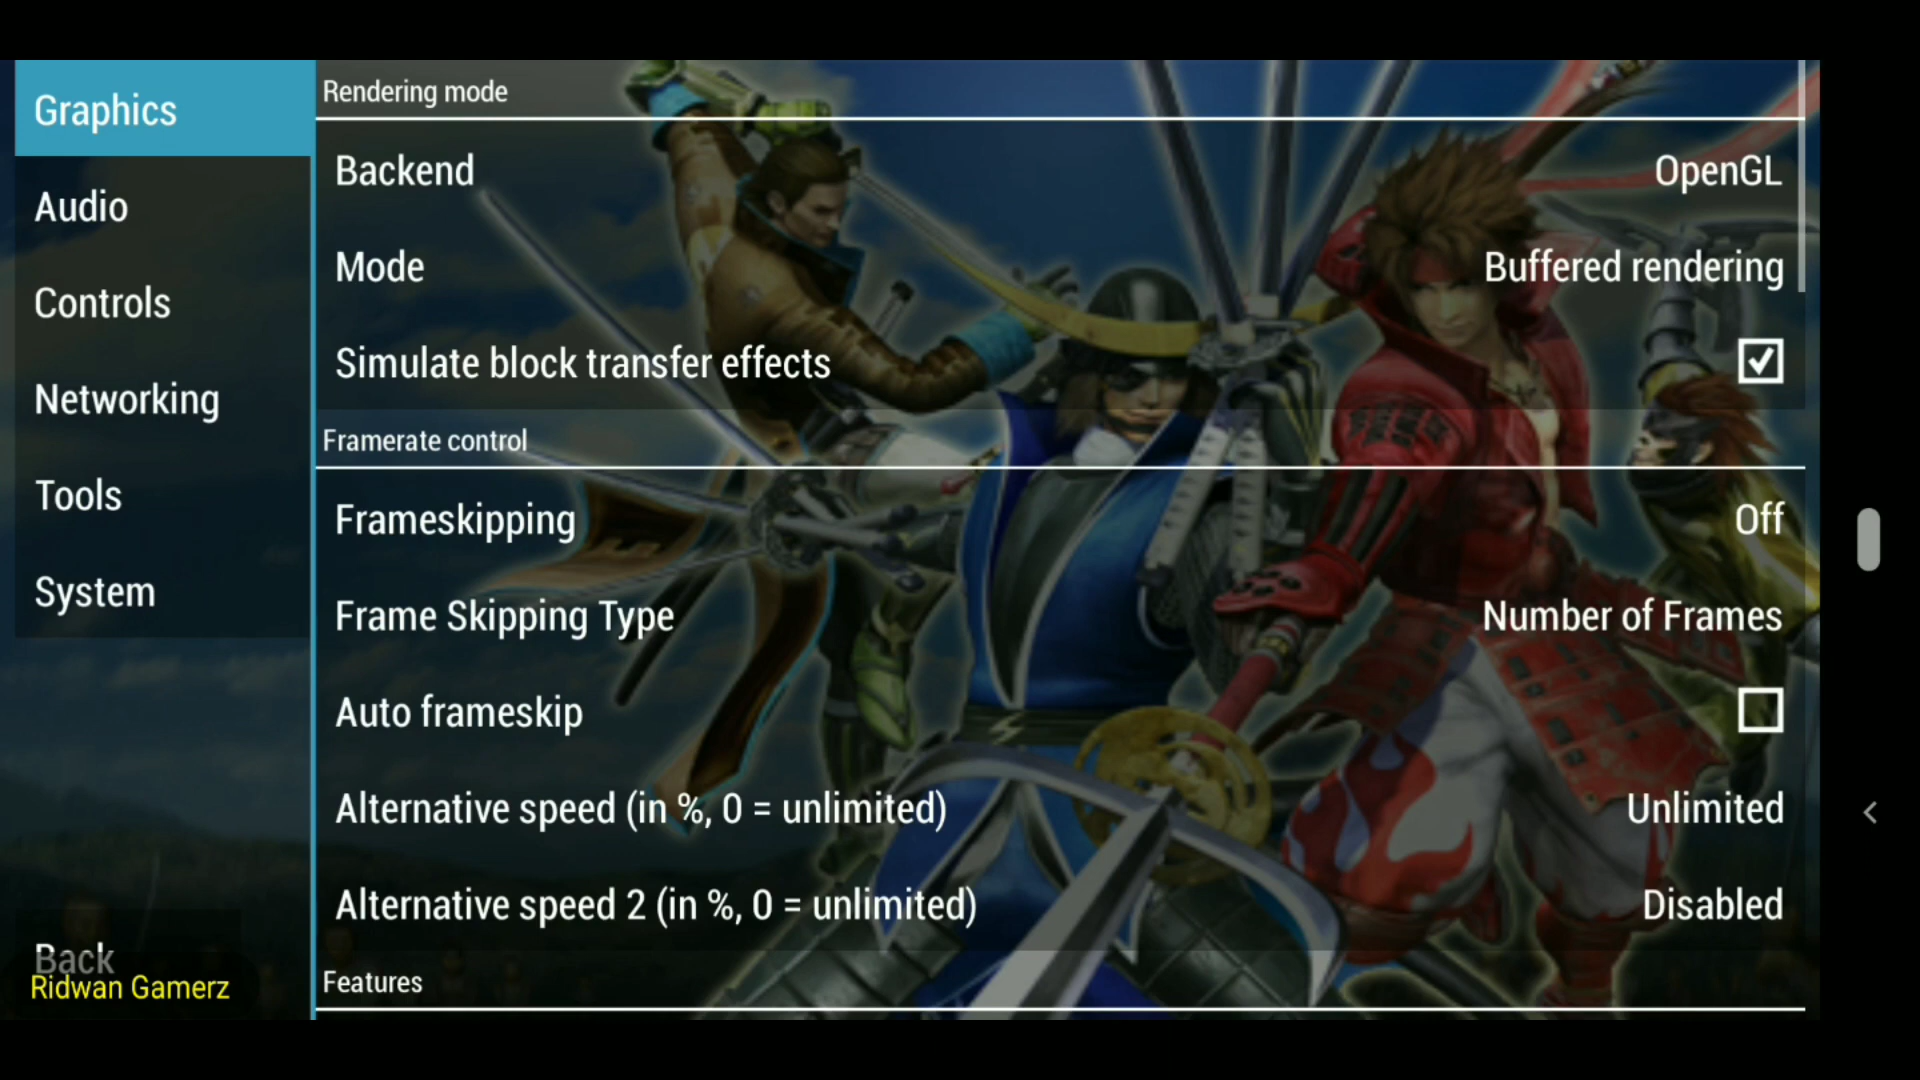 Graphics
Audio
Controls
Networking
Tools
System
Back
Ridwan Gamerz
Rendering mode
Backend OpenGL
Mode Buffered rendering
Simulate block transfer effects
Framerate control
Frameskipping Off
Frame Skipping Type Number of Frames
Auto frameskip
Alternative speed (in %, 0 = unlimited) Unlimited
Alternative speed 2 (in %, 0 = unlimited) Disabled
Features